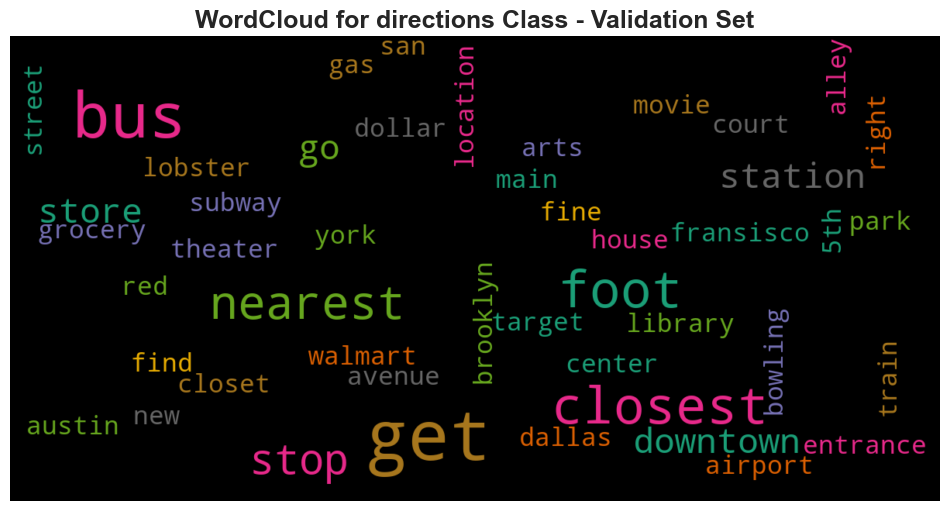 WordCloud for directions Class - Validation Set
san
gas
location
alley
street
bus
movie
dollar
court
right
go
arts
lobster
main
station
subway
store
fine
park
grocery
york
house
fransisco
5th
theater
red
nearest
foot
brooklyn
target
library
bowling
find
walmart
center
train
closet
avenue
new
closest
austin
get
stop
dallas
downtown
entrance
airport